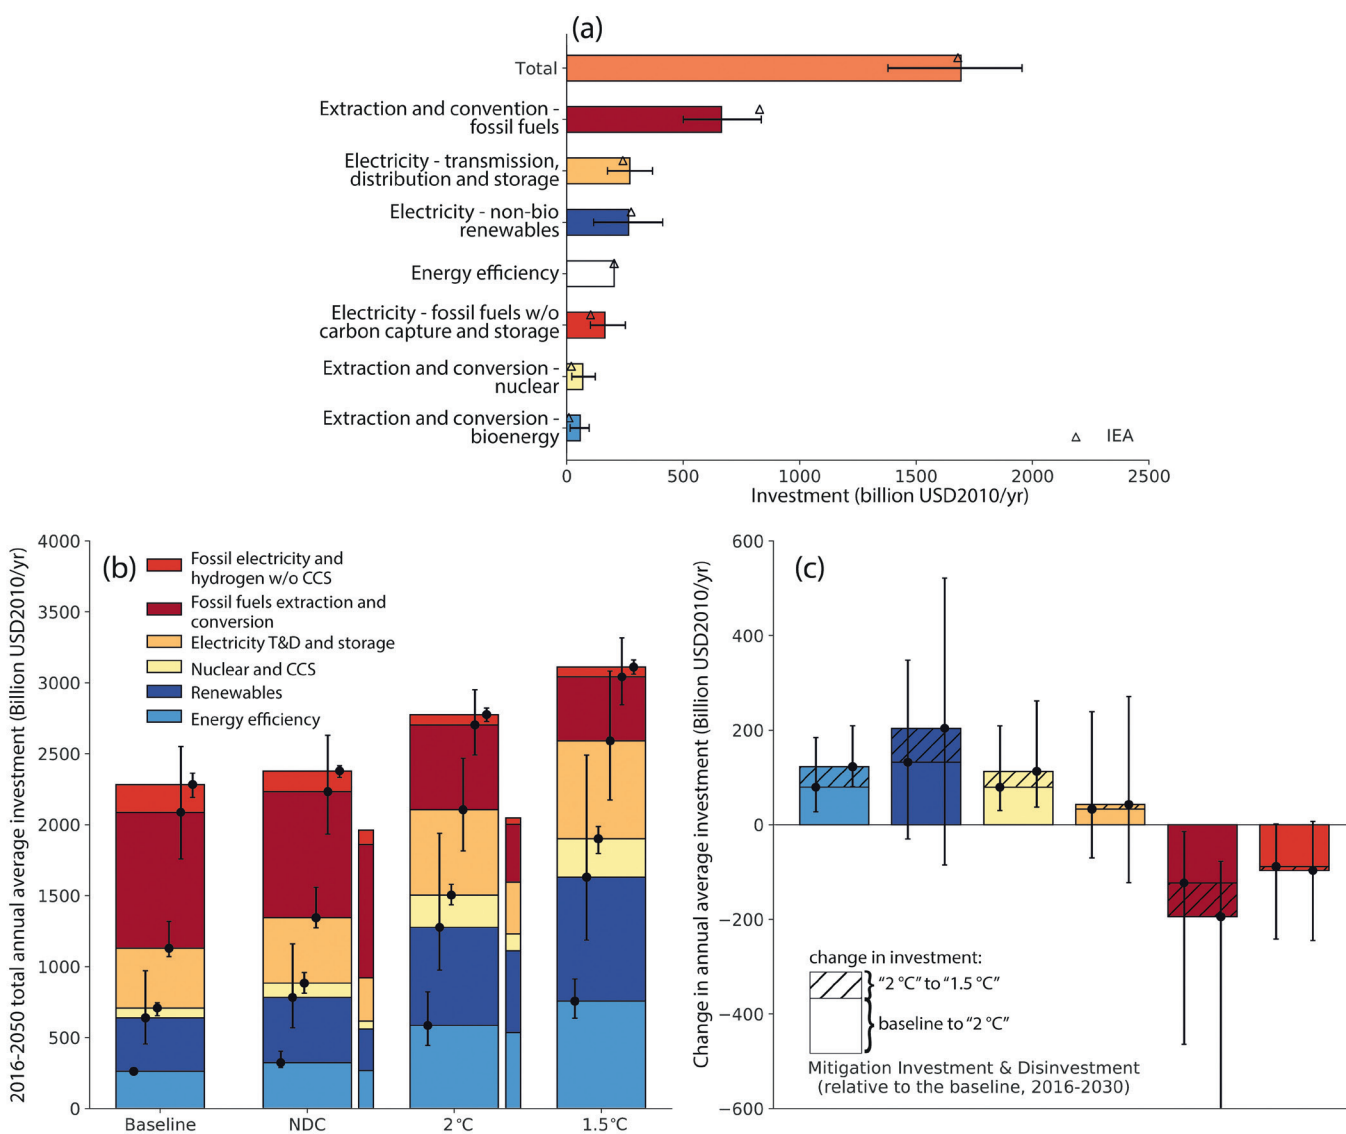 (a)
Total
Extraction and convention -
fossil fuels
Electricity - transmission,
distribution and storage
Electricity - non-bio
renewables
Energy efficiency
Electricity - fossil fuels w/o
carbon capture and storage
Extraction and conversion -
nuclear
Extraction and conversion -
bioenergy
IEA
0 500 1000 1500 2000 2500
Investment (billion USD2010/yr)
(b)
2016-2050 total annual average investment (Billion USD2010/yr)
4000
3500
3000
2500
2000
1500
1000
500
0
Fossil electricity and
hydrogen w/o CCS
Fossil fuels extraction and
conversion
Electricity T&D and storage
Nuclear and CCS
Renewables
Energy efficiency
Baseline NDC 2°C 1.5°C
(c)
Change in annual average investment (Billion USD2010/yr)
600
400
200
0
−200
−400
−600
change in investment:
“2 °C” to “1.5 °C”
baseline to “2 °C”
Mitigation Investment & Disinvestment
(relative to the baseline, 2016-2030)